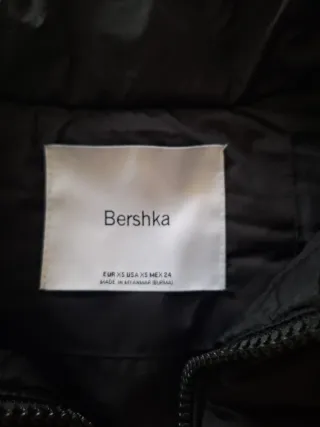 Bershka
EUR XS USA XS MEX 24
MADE IN MYANMAR (BURMA)